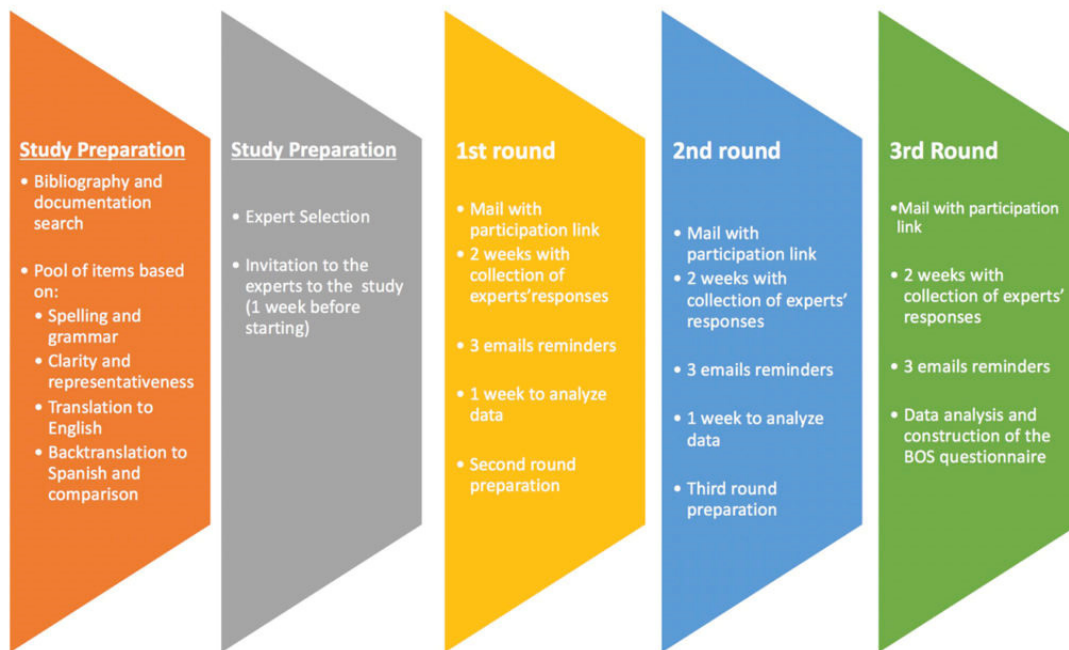 Study Preparation
• Bibliography and
documentation
search
• Pool of items based
on:
• Spelling and
grammar
• Clarity and
representativeness
• Translation to
English
• Backtranslation to
Spanish and
comparison
Study Preparation
• Expert Selection
• Invitation to the
experts to the study
(1 week before
starting)
1st round
• Mail with
participation link
• 2 weeks with
collection of
experts'responses
• 3 emails reminders
• 1 week to analyze
data
• Second round
preparation
2nd round
• Mail with
participation link
• 2 weeks with
collection of experts'
responses
• 3 emails reminders
• 1 week to analyze
data
• Third round
preparation
3rd Round
•Mail with participation
link
• 2 weeks with
collection of experts'
responses
• 3 emails reminders
• Data analysis and
construction of the
BOS questionnaire